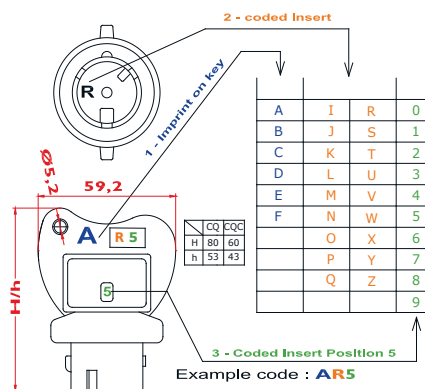 2 - coded Insert
R
1 - Imprint on key
Ø5,2
59,2
A R 5
H/h
5
CQ CQC
H 80 60
h 53 43
A I R 0
B J S 1
C K T 2
D L U 3
E M V 4
F N W 5
O X 6
P Y 7
Q Z 8
9
3 - Coded Insert Position 5
Example code : AR5